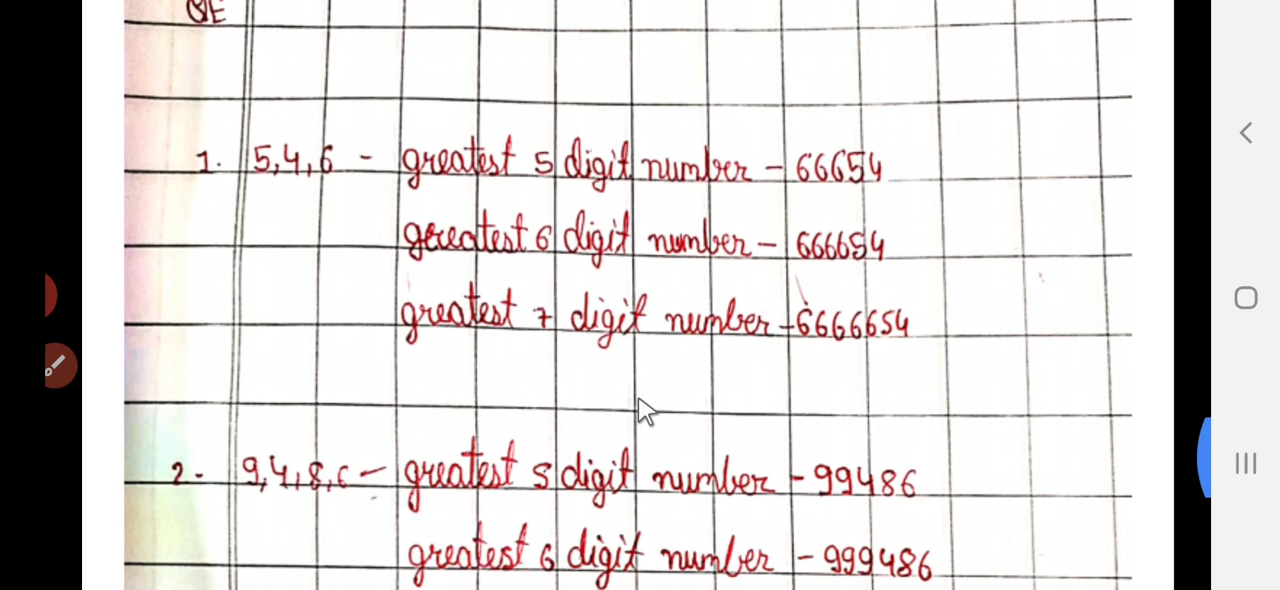 QE
1. 5,4,6 - greatest 5 digit number - 66654
greatest 6 digit number - 666654
greatest 7 digit number - 6666654
2- 9,4,8,6 - greatest 5 digit number - 99486
greatest 6 digit number - 999486